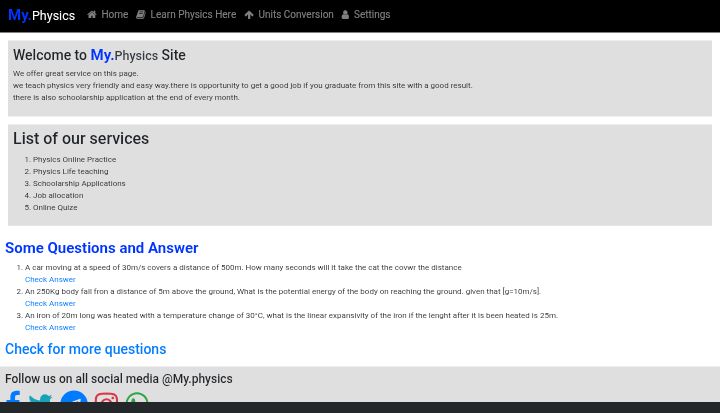 My.Physics Home Learn Physics Here Units Conversion Settings
Welcome to My.Physics Site
We offer great service on this page.
we teach physics very friendly and easy way.there is opportunity to get a good job if you graduate from this site with a good result.
there is also schoolarship application at the end of every month.
List of our services
1. Physics Online Practice
2. Physics Life teaching
3. Schoolarship Applications
4. Job allocation
5. Online Quize
Some Questions and Answer
1. A car moving at a speed of 30m/s covers a distance of 500m. How many seconds will it take the cat the covwr the distance
Check Answer
2. An 250Kg body fall fron a distance of 5m above the ground, What is the potential energy of the body on reaching the ground. given that [g=10m/s].
Check Answer
3. An iron of 20m long was heated with a temperature change of 30°C, what is the linear expansivity of the iron if the lenght after it is been heated is 25m.
Check Answer
Check for more questions
Follow us on all social media @My.physics